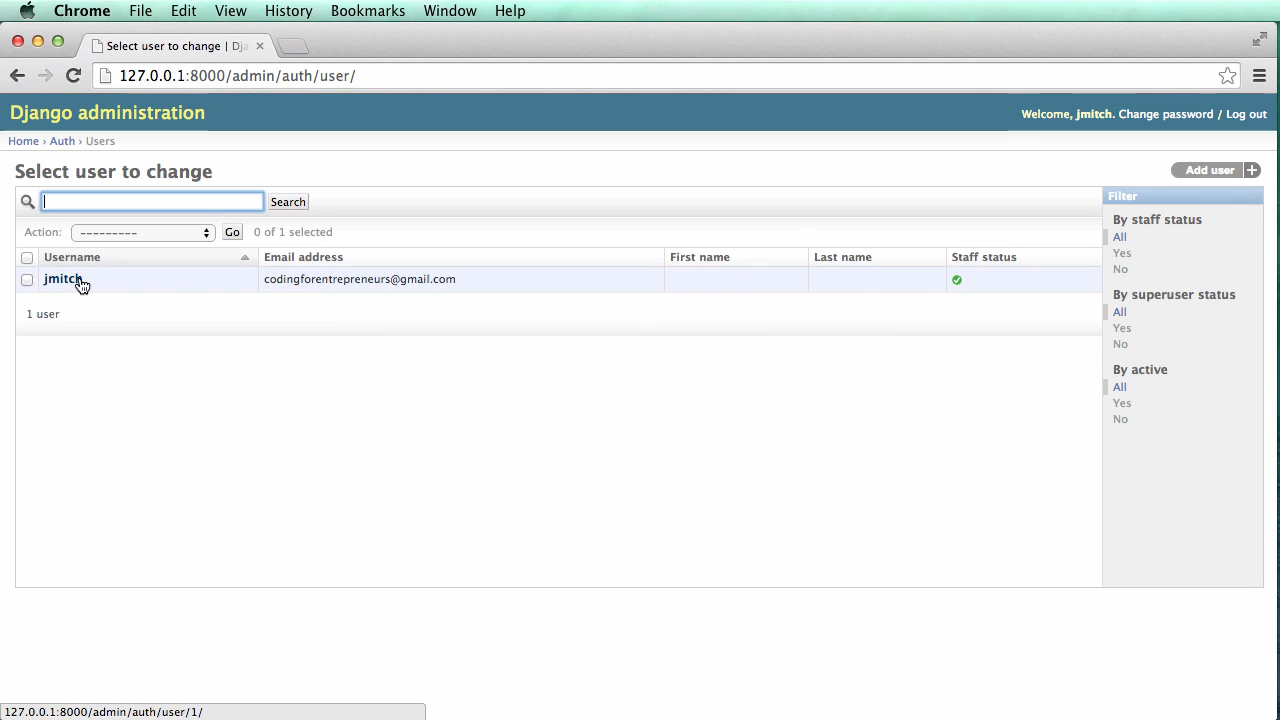 Chrome File Edit View History Bookmarks Window Help
Select user to change | Dja
127.0.0.1:8000/admin/auth/user/
Django administration
Welcome, jmitch. Change password / Log out
Home › Auth › Users
Select user to change
Add user
Search
Filter
By staff status
All
Yes
No
By superuser status
All
Yes
No
By active
All
Yes
No
Action: --------- Go 0 of 1 selected
Username Email address First name Last name Staff status
jmitch codingforentrepreneurs@gmail.com
1 user
127.0.0.1:8000/admin/auth/user/1/